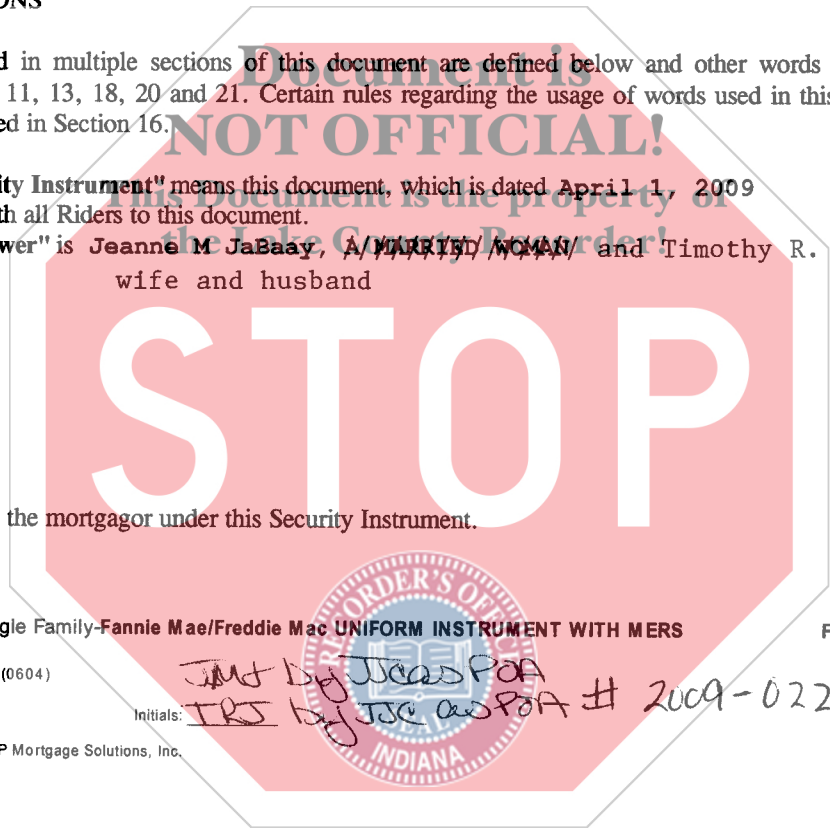 ONS
d in multiple sections of this document are defined below and other words
11, 13, 18, 20 and 21. Certain rules regarding the usage of words used in this
ed in Section 16.
Document is
NOT OFFICIAL!
This Document is the property of
the Lake County Recorder!
ity Instrument" means this document, which is dated April 1, 2009
th all Riders to this document.
wer" is Jeanne M JaBaay, A/MARRIED/WOMAN/ and Timothy R.
wife and husband
STOP
the mortgagor under this Security Instrument.
gle Family-Fannie Mae/Freddie Mac UNIFORM INSTRUMENT WITH MERS
F
(0604)
JMJ by JJC as POA
Initials: TRJ by JJC as POA # 2009-022
P Mortgage Solutions, Inc.
RECORDER'S OFFICE
SEAL
INDIANA